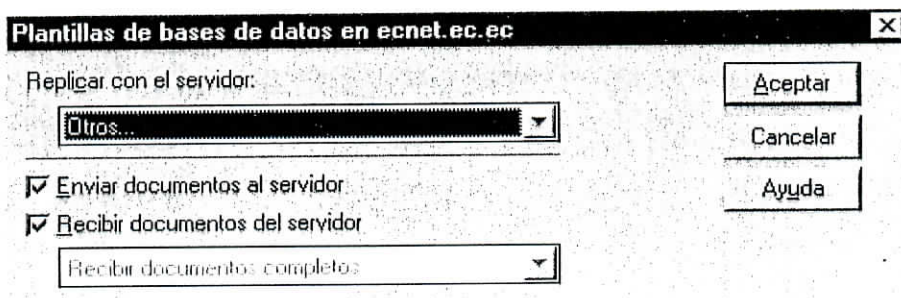 Plantillas de bases de datos en ecnet.ec.ec
Replicar con el servidor:
Otros...
Enviar documentos al servidor
Recibir documentos del servidor
Recibir documentos completos
Aceptar
Cancelar
Ayuda